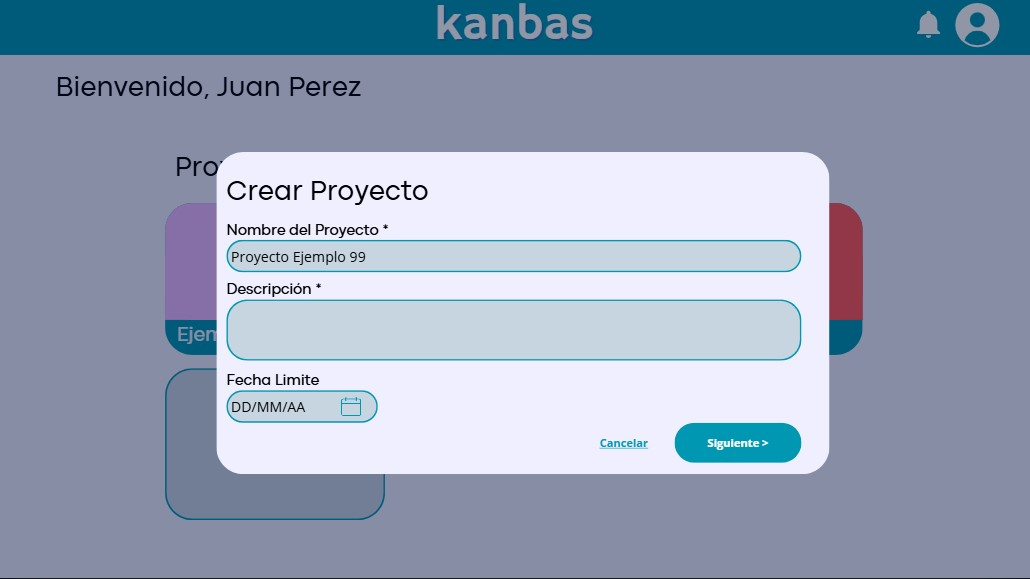 kanbas
Bienvenido, Juan Perez
Crear Proyecto
Nombre del Proyecto *
Proyecto Ejemplo 99
Descripción *
Fecha Limite
DD/MM/AA
Cancelar
Siguiente >